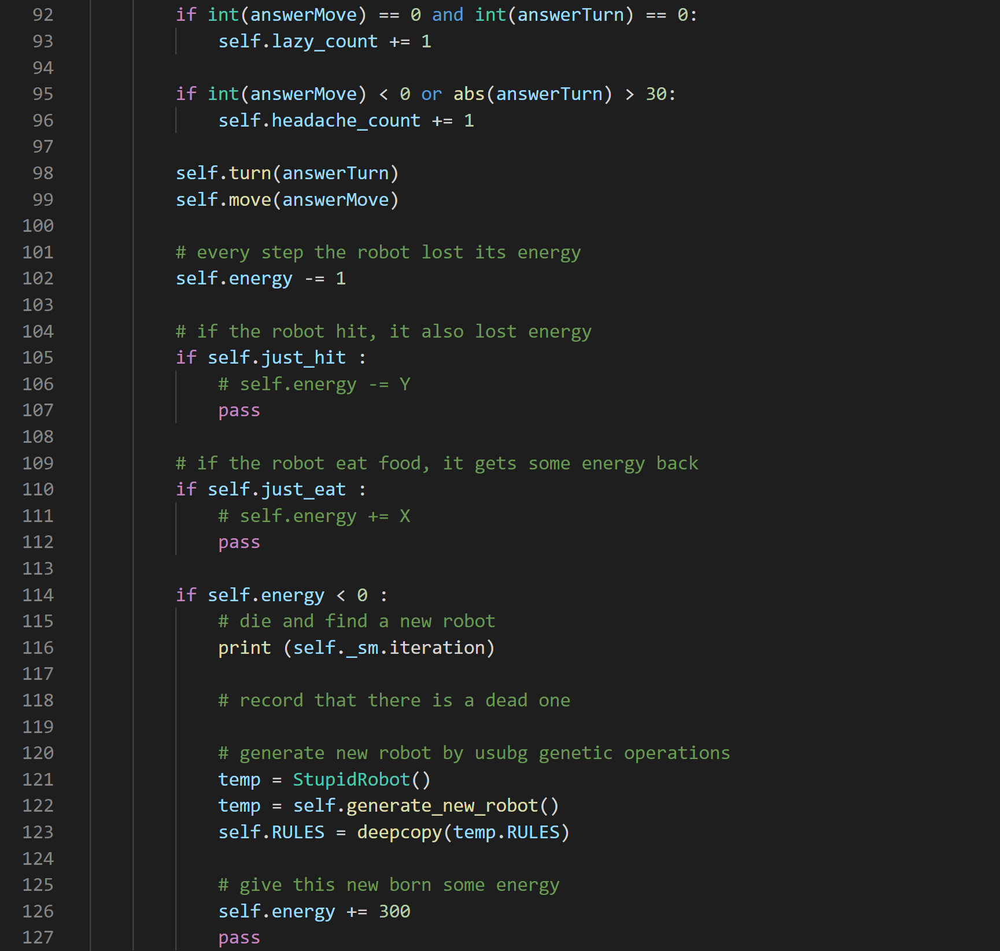 92 if int(answerMove) == 0 and int(answerTurn) == 0:
93 self.lazy_count += 1
94
95 if int(answerMove) < 0 or abs(answerTurn) > 30:
96 self.headache_count += 1
97
98 self.turn(answerTurn)
99 self.move(answerMove)
100
101 # every step the robot lost its energy
102 self.energy -= 1
103
104 # if the robot hit, it also lost energy
105 if self.just_hit :
106 # self.energy -= Y
107 pass
108
109 # if the robot eat food, it gets some energy back
110 if self.just_eat :
111 # self.energy += X
112 pass
113
114 if self.energy < 0 :
115 # die and find a new robot
116 print (self._sm.iteration)
117
118 # record that there is a dead one
119
120 # generate new robot by usubg genetic operations
121 temp = StupidRobot()
122 temp = self.generate_new_robot()
123 self.RULES = deepcopy(temp.RULES)
124
125 # give this new born some energy
126 self.energy += 300
127 pass